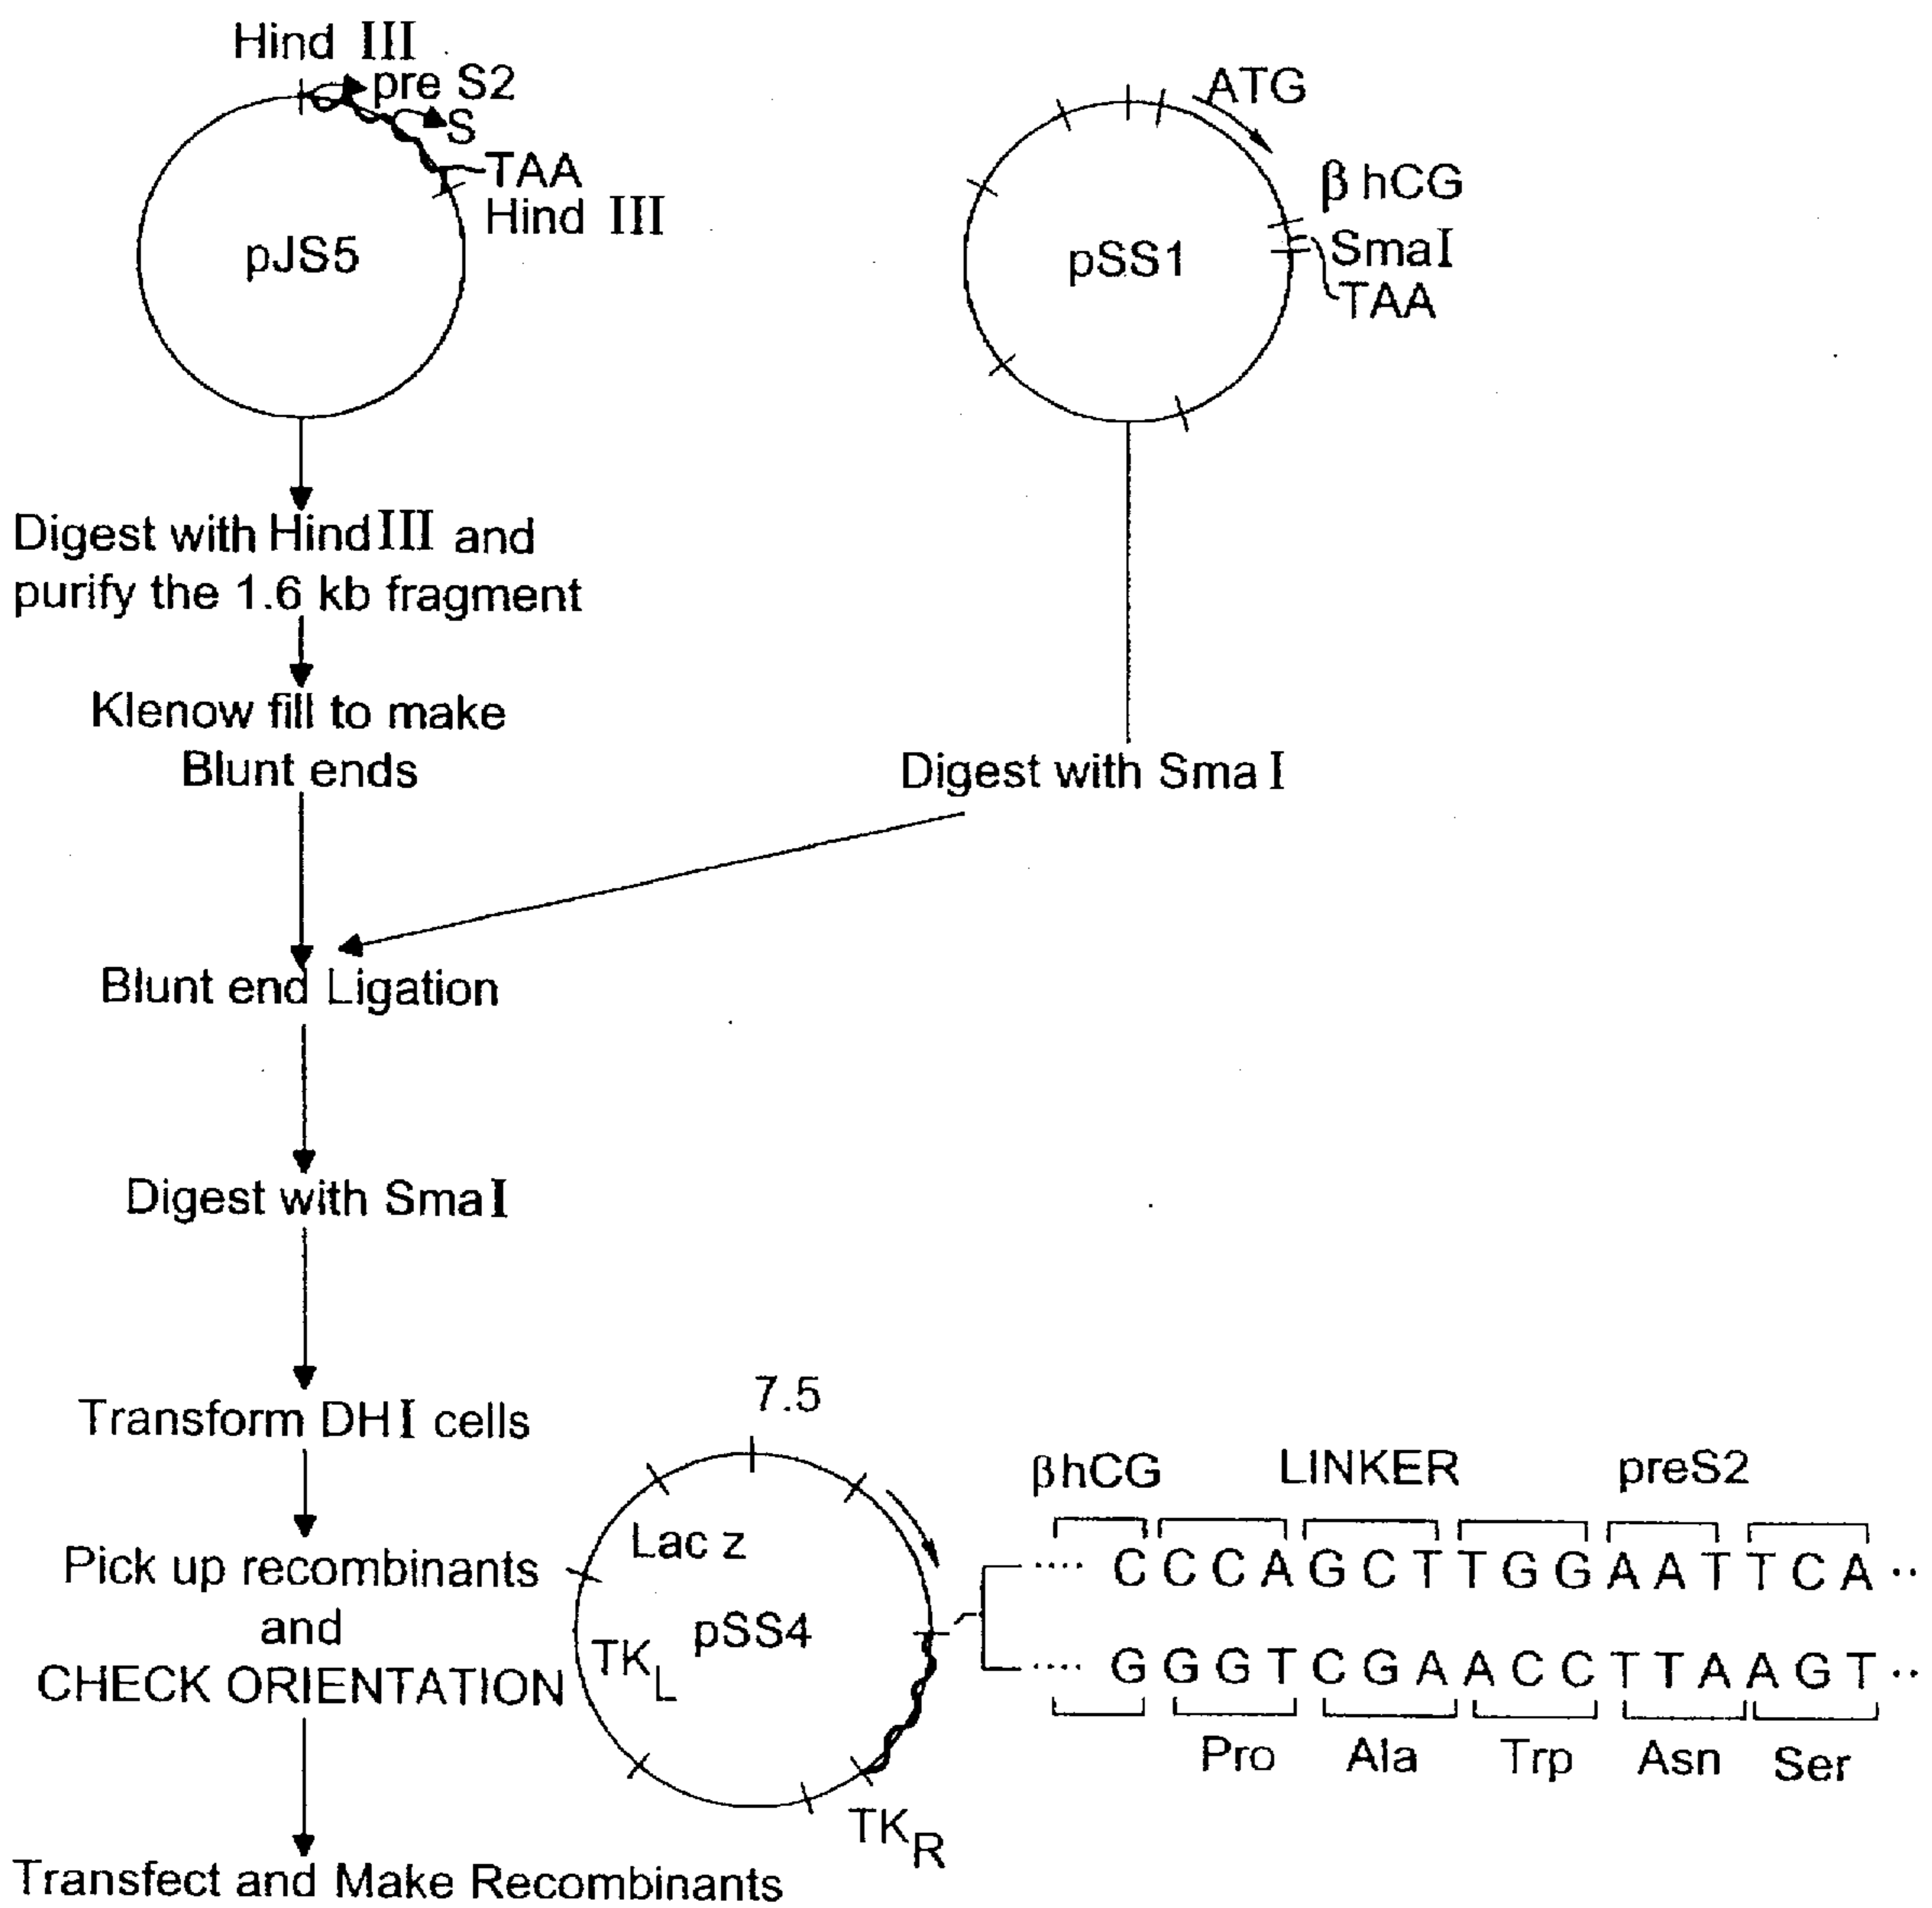 Hind III
pre S2
S
TAA
Hind III
pJS5
ATG
β hCG
SmaI
TAA
pSS1
Digest with HindIII and
purify the 1.6 kb fragment
Klenow fill to make
Blunt ends
Digest with Sma I
Blunt end Ligation
Digest with SmaI
Transform DHI cells
Pick up recombinants
and
CHECK ORIENTATION
Transfect and Make Recombinants
7.5
Lac z
pSS4
TKL
TKR
βhCG LINKER preS2
.... C C C A G C T T G G A A T T C A ..
.... G G G T C G A A C C T T A A G T ..
Pro Ala Trp Asn Ser